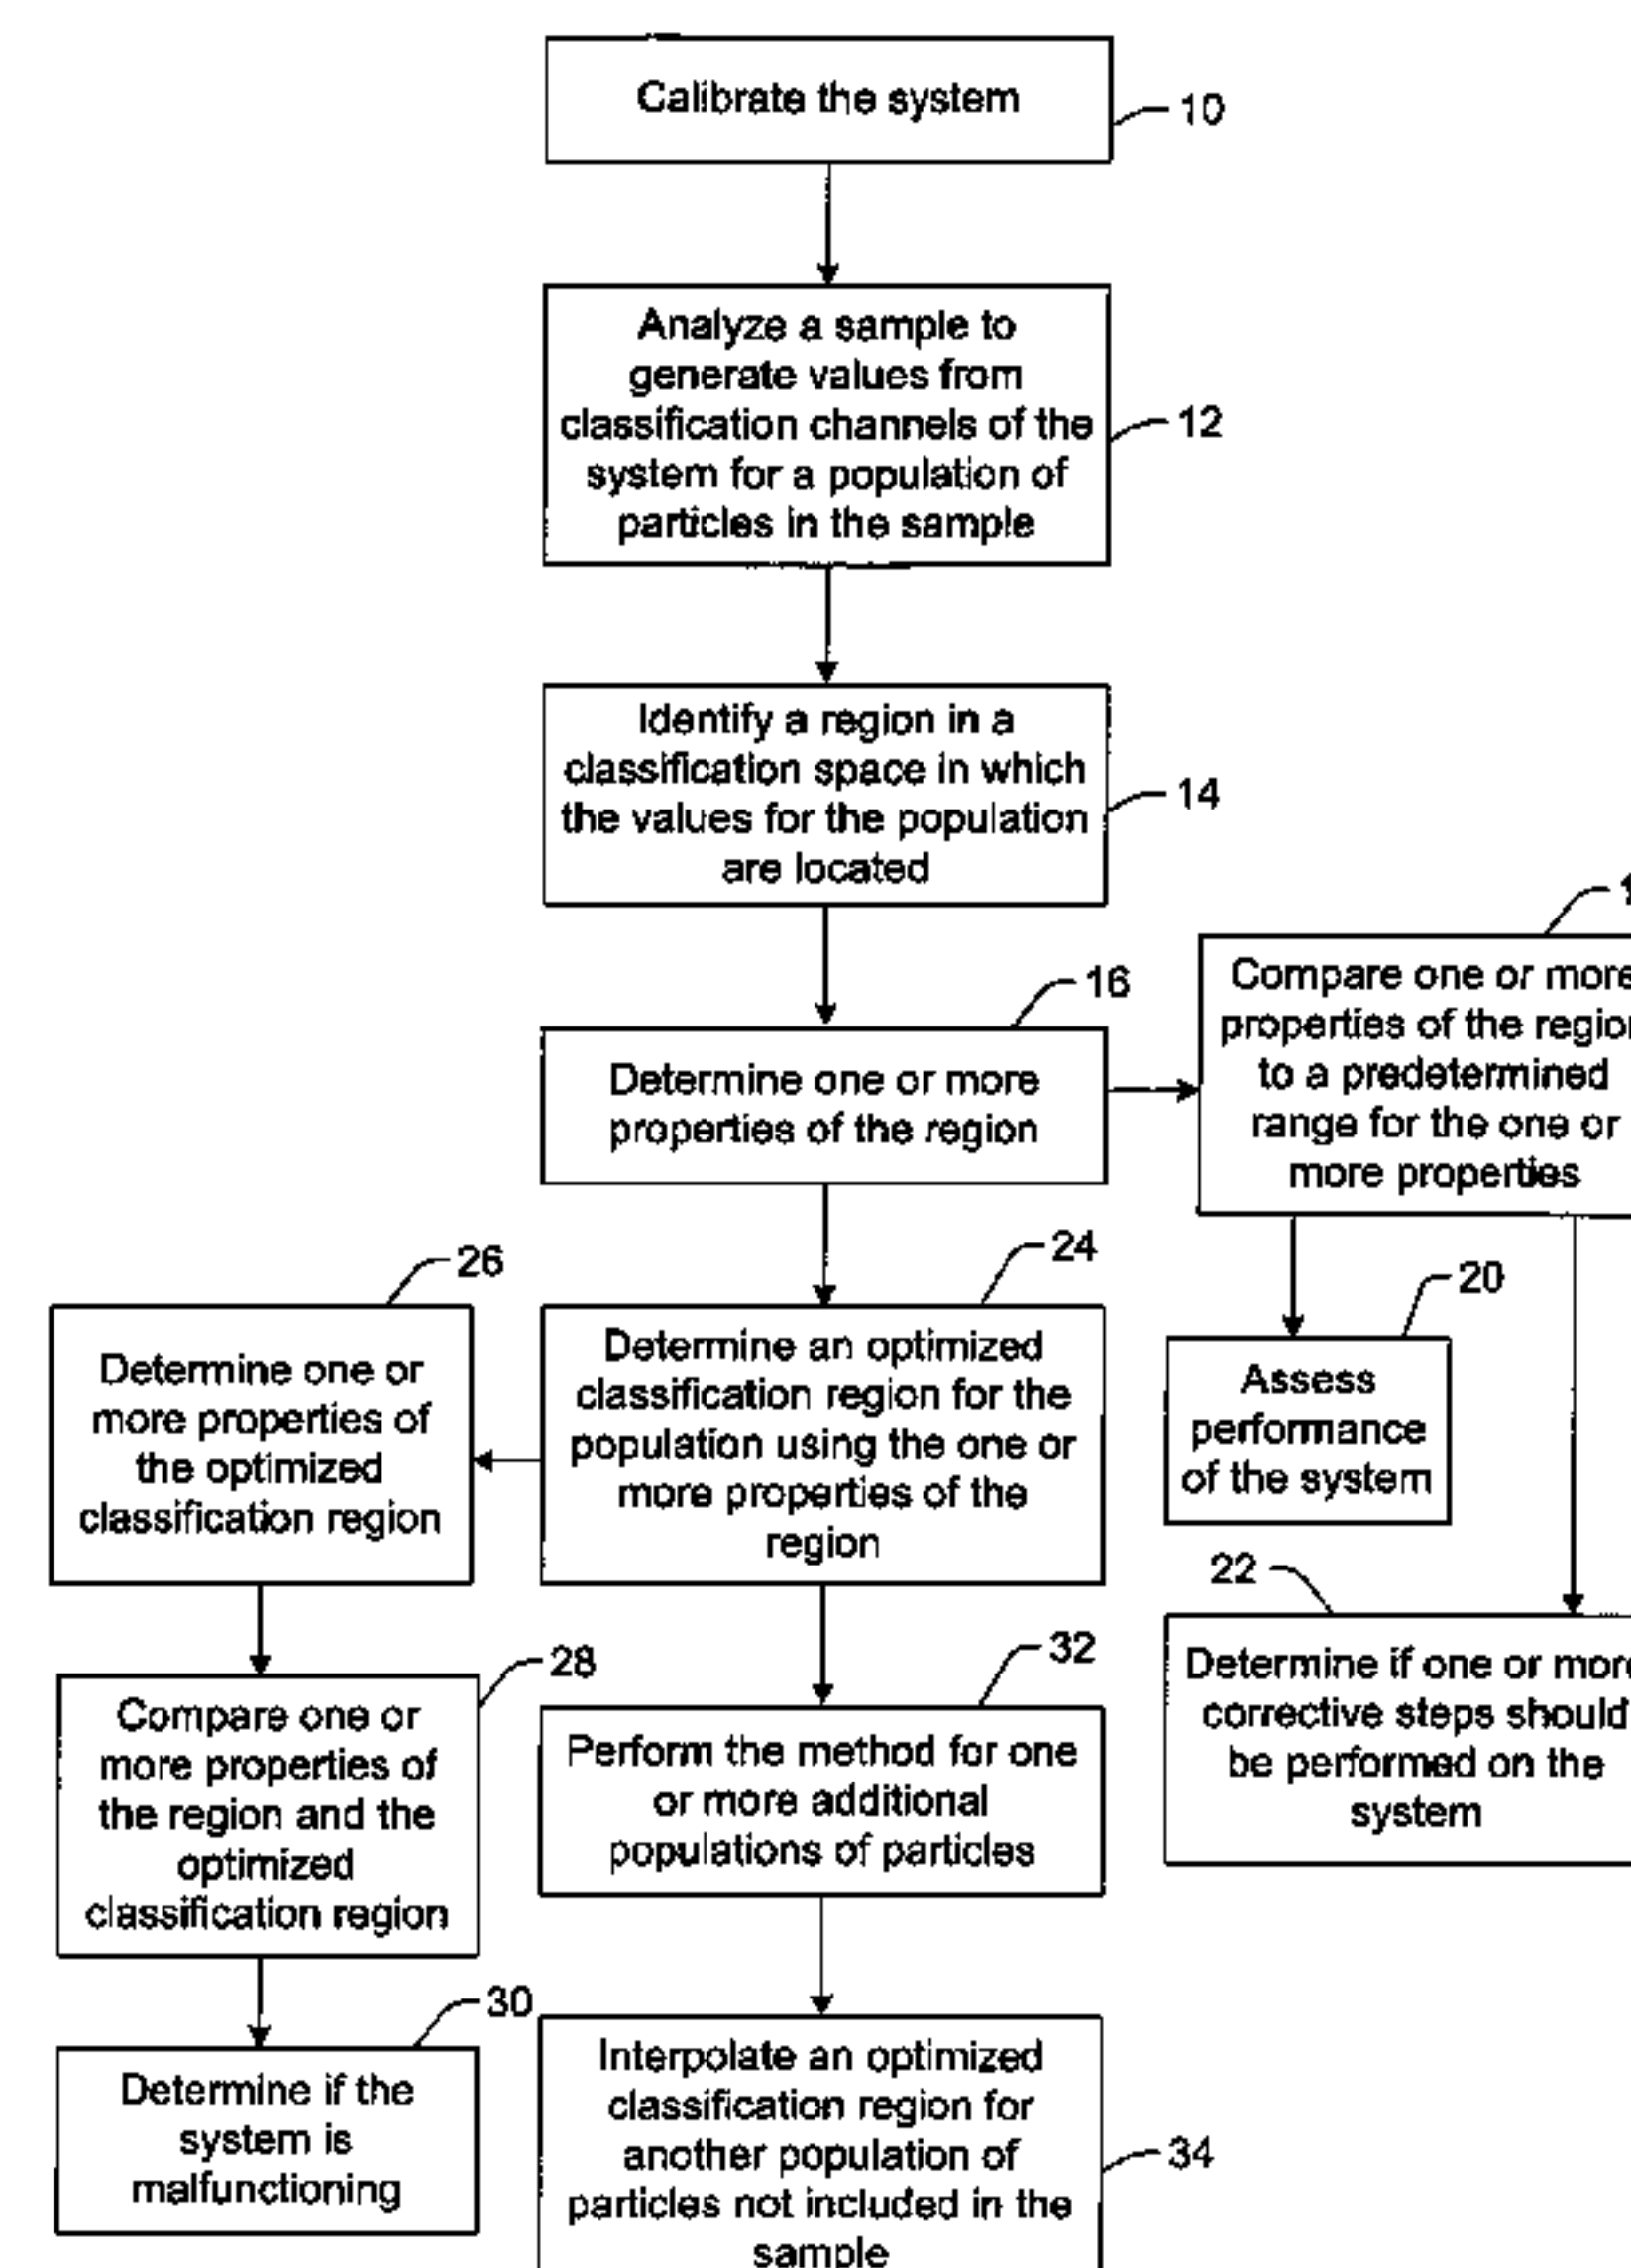 Calibrate the system
10
Analyze a sample to
generate values from
classification channels of the
system for a population of
particles in the sample
12
Identify a region in a
classification space in which
the values for the population
are located
14
16
Determine one or more
properties of the region
Compare one or more
properties of the region
to a predetermined
range for the one or
more properties
20
Assess
performance
of the system
22
Determine if one or more
corrective steps should
be performed on the
system
24
Determine an optimized
classification region for the
population using the one or
more properties of the
region
26
Determine one or
more properties of
the optimized
classification region
28
Compare one or
more properties of
the region and the
optimized
classification region
30
Determine if the
system is
malfunctioning
32
Perform the method for one
or more additional
populations of particles
Interpolate an optimized
classification region for
another population of
particles not included in the
sample
34